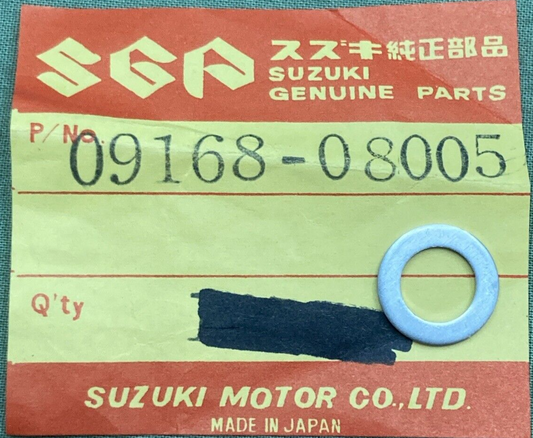 SGP
スズキ純正部品
SUZUKI
GENUINE PARTS
P/No.
09168-08005
Q'ty
SUZUKI MOTOR CO.,LTD.
MADE IN JAPAN